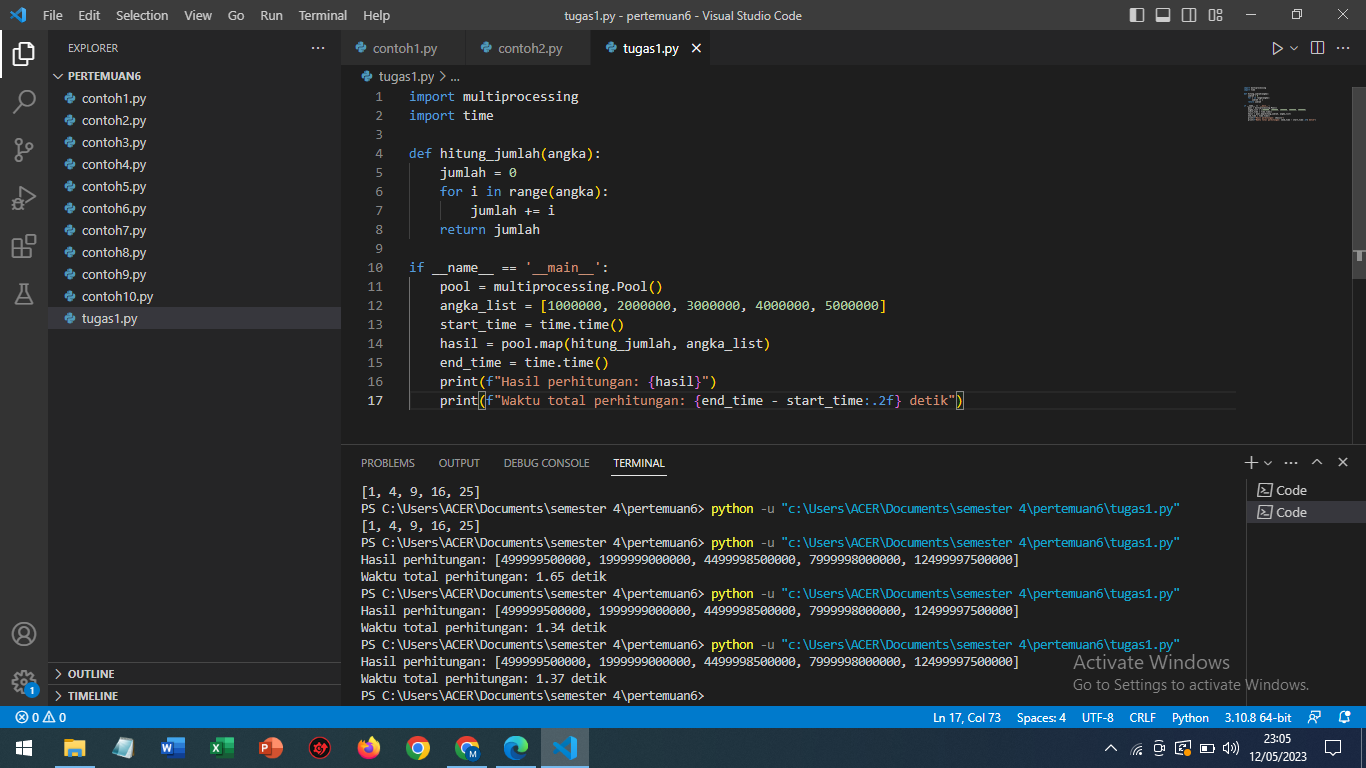 File Edit Selection View Go Run Terminal Help
tugas1.py - pertemuan6 - Visual Studio Code
EXPLORER
PERTEMUAN6
contoh1.py
contoh2.py
contoh3.py
contoh4.py
contoh5.py
contoh6.py
contoh7.py
contoh8.py
contoh9.py
contoh10.py
tugas1.py
OUTLINE
TIMELINE
1
contoh1.py contoh2.py tugas1.py
tugas1.py > ...
1 import multiprocessing
2 import time
3
4 def hitung_jumlah(angka):
5     jumlah = 0
6     for i in range(angka):
7         jumlah += i
8     return jumlah
9
10 if __name__ == '__main__':
11     pool = multiprocessing.Pool()
12     angka_list = [1000000, 2000000, 3000000, 4000000, 5000000]
13     start_time = time.time()
14     hasil = pool.map(hitung_jumlah, angka_list)
15     end_time = time.time()
16     print(f"Hasil perhitungan: {hasil}")
17     print(f"Waktu total perhitungan: {end_time - start_time:.2f} detik")
PROBLEMS OUTPUT DEBUG CONSOLE TERMINAL
[1, 4, 9, 16, 25]
PS C:\Users\ACER\Documents\semester 4\pertemuan6> python -u "c:\Users\ACER\Documents\semester 4\pertemuan6\tugas1.py"
[1, 4, 9, 16, 25]
PS C:\Users\ACER\Documents\semester 4\pertemuan6> python -u "c:\Users\ACER\Documents\semester 4\pertemuan6\tugas1.py"
Hasil perhitungan: [499999500000, 1999999000000, 4499998500000, 7999998000000, 12499997500000]
Waktu total perhitungan: 1.65 detik
PS C:\Users\ACER\Documents\semester 4\pertemuan6> python -u "c:\Users\ACER\Documents\semester 4\pertemuan6\tugas1.py"
Hasil perhitungan: [499999500000, 1999999000000, 4499998500000, 7999998000000, 12499997500000]
Waktu total perhitungan: 1.34 detik
PS C:\Users\ACER\Documents\semester 4\pertemuan6> python -u "c:\Users\ACER\Documents\semester 4\pertemuan6\tugas1.py"
Hasil perhitungan: [499999500000, 1999999000000, 4499998500000, 7999998000000, 12499997500000]
Waktu total perhitungan: 1.37 detik
PS C:\Users\ACER\Documents\semester 4\pertemuan6>
Code
Code
Activate Windows
Go to Settings to activate Windows.
0 0
Ln 17, Col 73 Spaces: 4 UTF-8 CRLF Python 3.10.8 64-bit
23:05
12/05/2023